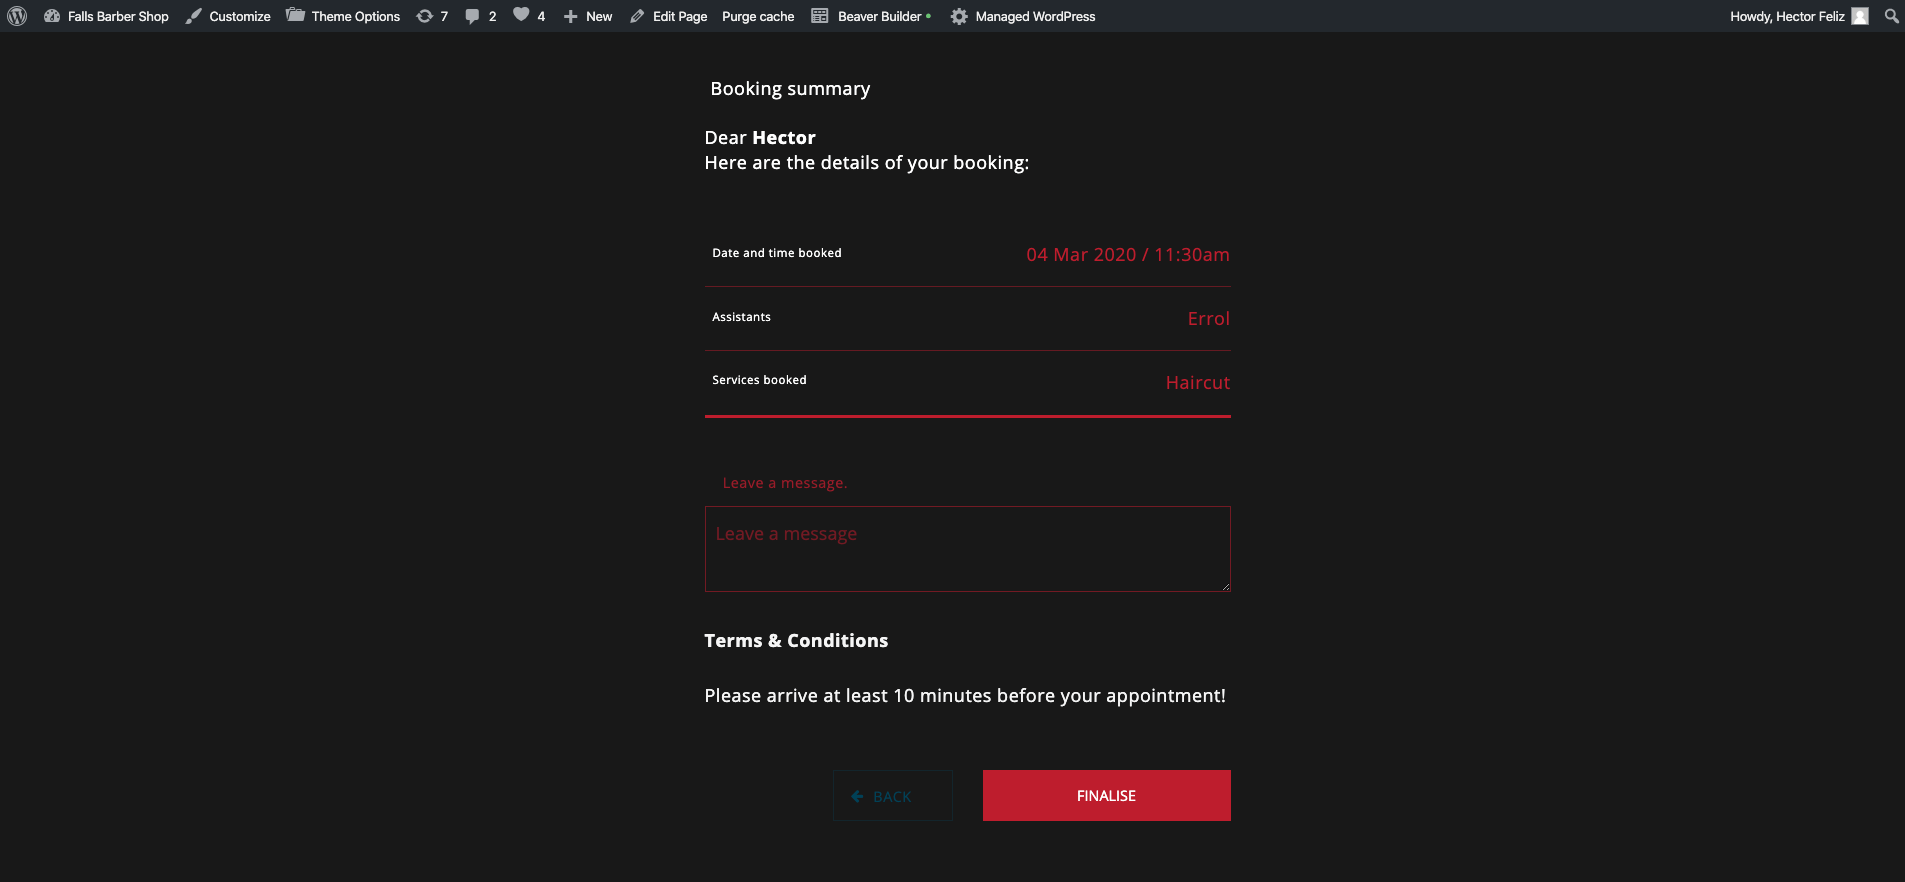 Falls Barber Shop Customize Theme Options 7 2 4 New Edit Page Purge cache Beaver Builder • Managed WordPress Howdy, Hector Feliz
Booking summary
Dear Hector
Here are the details of your booking:
Date and time booked 04 Mar 2020 / 11:30am
Assistants Errol
Services booked Haircut
Leave a message.
Leave a message
Terms & Conditions
Please arrive at least 10 minutes before your appointment!
BACK FINALISE